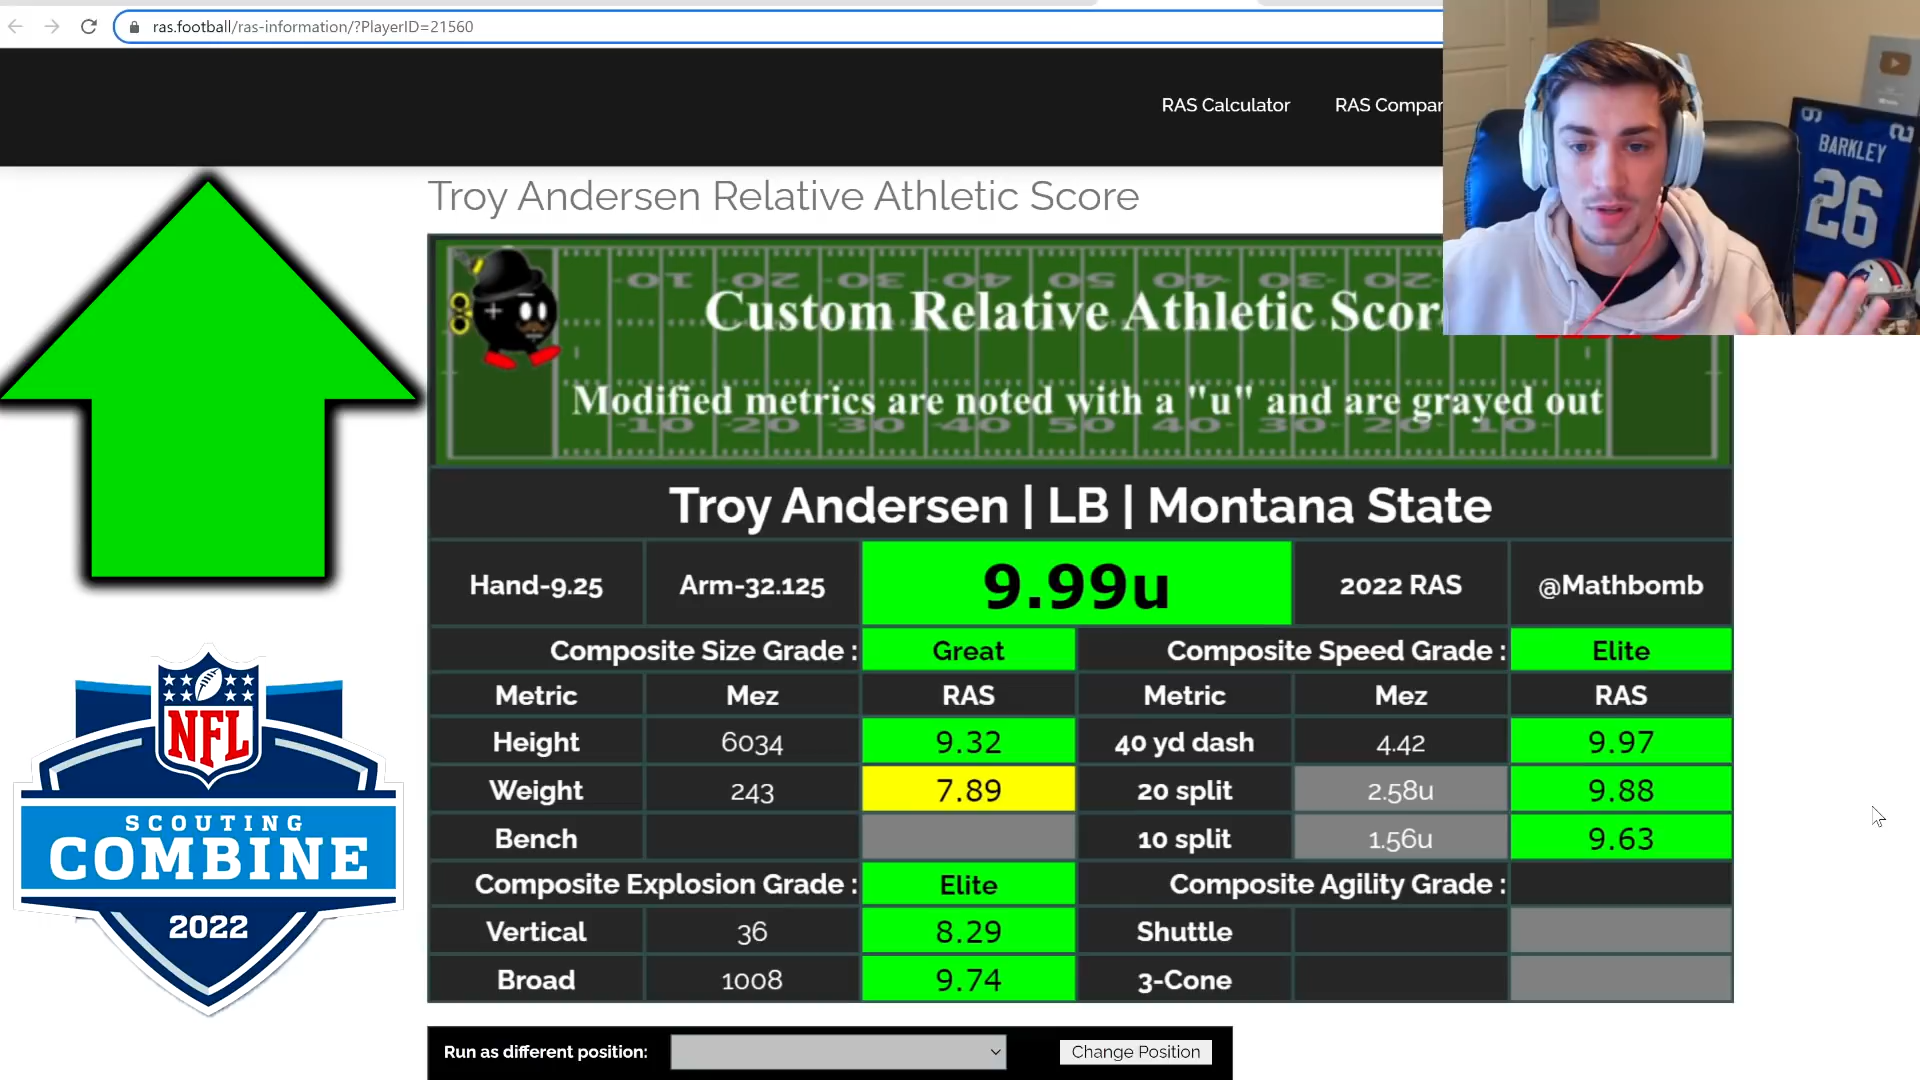 ras.football/ras-information/?PlayerID=21560
RAS Calculator
RAS Compar
Troy Andersen Relative Athletic Score
Custom Relative Athletic Scor
Modified metrics are noted with a "u" and are grayed out
Troy Andersen | LB | Montana State
Hand-9.25 Arm-32.125 9.99u 2022 RAS @Mathbomb
Composite Size Grade : Great Composite Speed Grade : Elite
Metric Mez RAS Metric Mez RAS
Height 6034 9.32 40 yd dash 4.42 9.97
Weight 243 7.89 20 split 2.58u 9.88
Bench 10 split 1.56u 9.63
Composite Explosion Grade : Elite Composite Agility Grade :
Vertical 36 8.29 Shuttle
Broad 1008 9.74 3-Cone
Run as different position: Change Position
NFL
SCOUTING
COMBINE
2022
BARKLEY
26